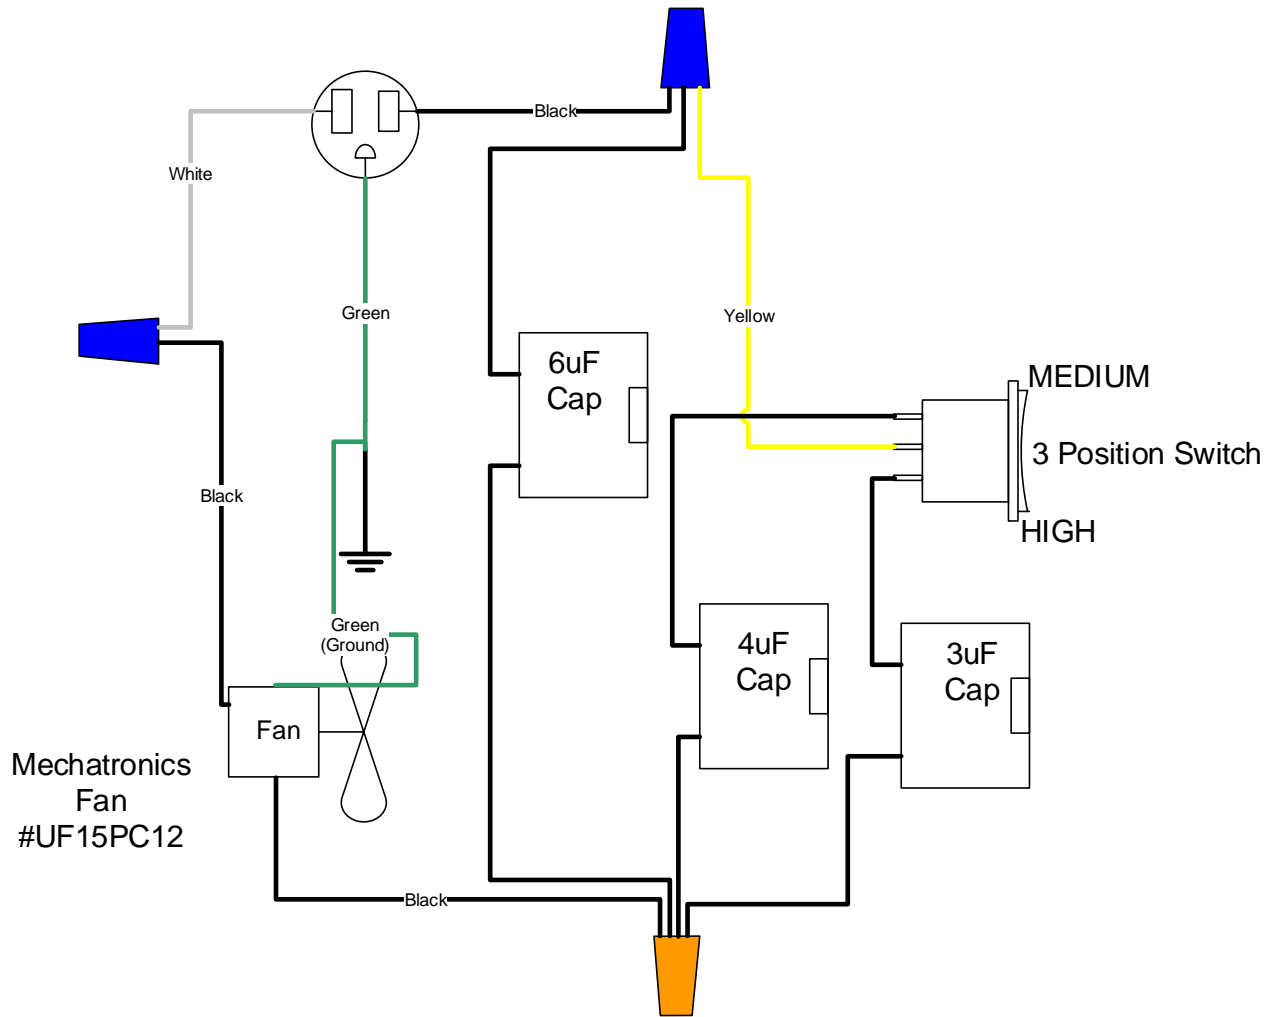 Black
White
Green
Yellow
6uF
Cap
MEDIUM
3 Position Switch
HIGH
Black
Green
(Ground)
4uF
Cap
3uF
Cap
Fan
Mechatronics
Fan
#UF15PC12
Black